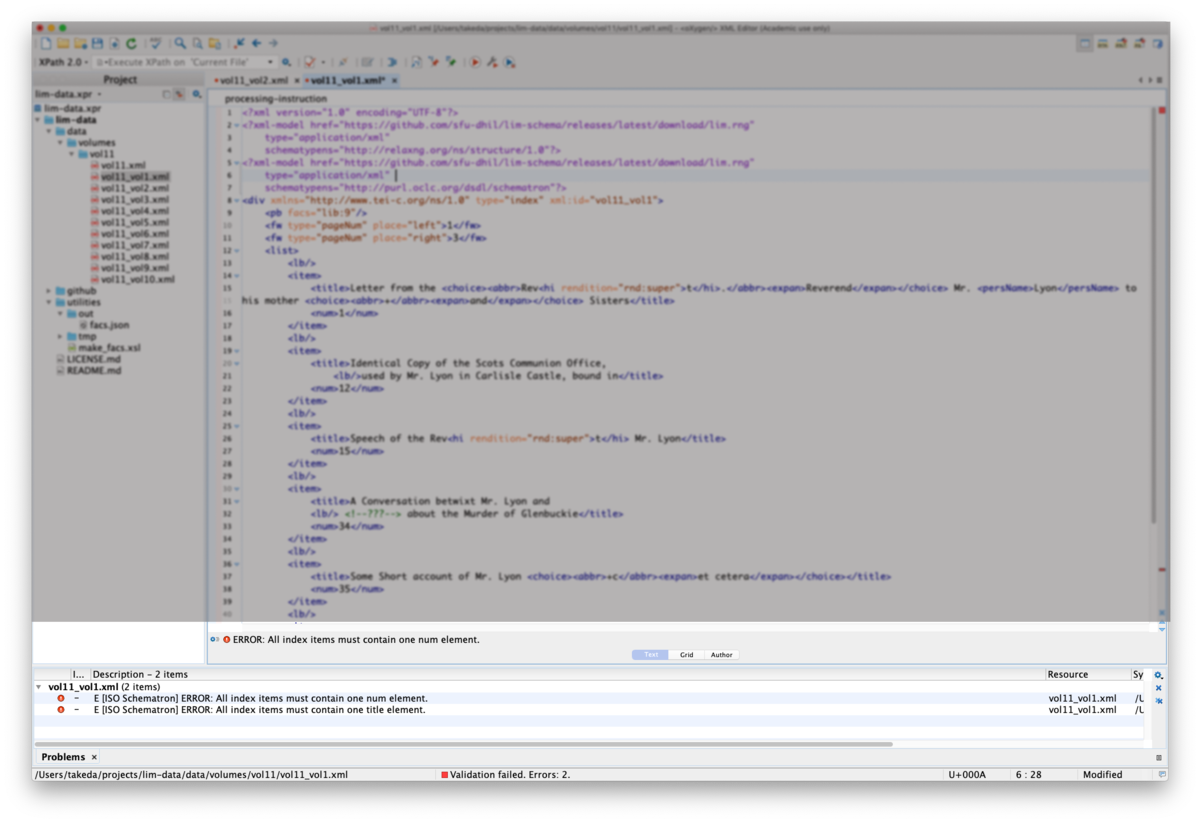 vol11_vol1.xml [/Users/takeda/projects/lim-data/data/volumes/vol11/vol11_vol1.xml] - <oXygen/> XML Editor (Academic use only)
XPath 2.0 Execute XPath on 'Current File'
Project
vol11_vol2.xml × vol11_vol1.xml* ×
lim-data.xpr
processing-instruction
lim-data.xpr
lim-data
data
volumes
vol11
vol11.xml
vol11_vol1.xml
vol11_vol2.xml
vol11_vol3.xml
vol11_vol4.xml
vol11_vol5.xml
vol11_vol6.xml
vol11_vol7.xml
vol11_vol8.xml
vol11_vol9.xml
vol11_vol10.xml
github
utilities
out
facs.json
tmp
make_facs.xsl
LICENSE.md
README.md
1 <?xml version="1.0" encoding="UTF-8"?>
2 <?xml-model href="https://github.com/sfu-dhil/lim-schema/releases/latest/download/lim.rng"
3 type="application/xml"
4 schematypens="http://relaxng.org/ns/structure/1.0"?>
5 <?xml-model href="https://github.com/sfu-dhil/lim-schema/releases/latest/download/lim.rng"
6 type="application/xml"
7 schematypens="http://purl.oclc.org/dsdl/schematron"?>
8 <div xmlns="http://www.tei-c.org/ns/1.0" type="index" xml:id="vol11_vol1">
9 <pb facs="lib:9"/>
10 <fw type="pageNum" place="left">1</fw>
11 <fw type="pageNum" place="right">3</fw>
12 <list>
13 <lb/>
14 <item>
15 <title>Letter from the <choice><abbr>Rev<hi rendition="rnd:super">t</hi>.</abbr><expan>Reverend</expan></choice> Mr. <persName>Lyon</persName> to
his mother <choice><abbr>+</abbr><expan>and</expan></choice> Sisters</title>
16 <num>1</num>
17 </item>
18 <lb/>
19 <item>
20 <title>Identical Copy of the Scots Communion Office,
21 <lb/>used by Mr. Lyon in Carlisle Castle, bound in</title>
22 <num>12</num>
23 </item>
24 <lb/>
25 <item>
26 <title>Speech of the Rev<hi rendition="rnd:super">t</hi> Mr. Lyon</title>
27 <num>15</num>
28 </item>
29 <lb/>
30 <item>
31 <title>A Conversation betwixt Mr. Lyon and
32 <lb/> <!--???--> about the Murder of Glenbuckie</title>
33 <num>34</num>
34 </item>
35 <lb/>
36 <item>
37 <title>Some Short account of Mr. Lyon <choice><abbr>+c</abbr><expan>et cetera</expan></choice></title>
38 <num>35</num>
39 </item>
40 <lb/>
ERROR: All index items must contain one num element.
Text Grid Author
I... Description - 2 items Resource Sy
vol11_vol1.xml (2 items)
E [ISO Schematron] ERROR: All index items must contain one num element. vol11_vol1.xml /U
E [ISO Schematron] ERROR: All index items must contain one title element. vol11_vol1.xml /U
Problems ×
/Users/takeda/projects/lim-data/data/volumes/vol11/vol11_vol1.xml Validation failed. Errors: 2. U+000A 6 : 28 Modified